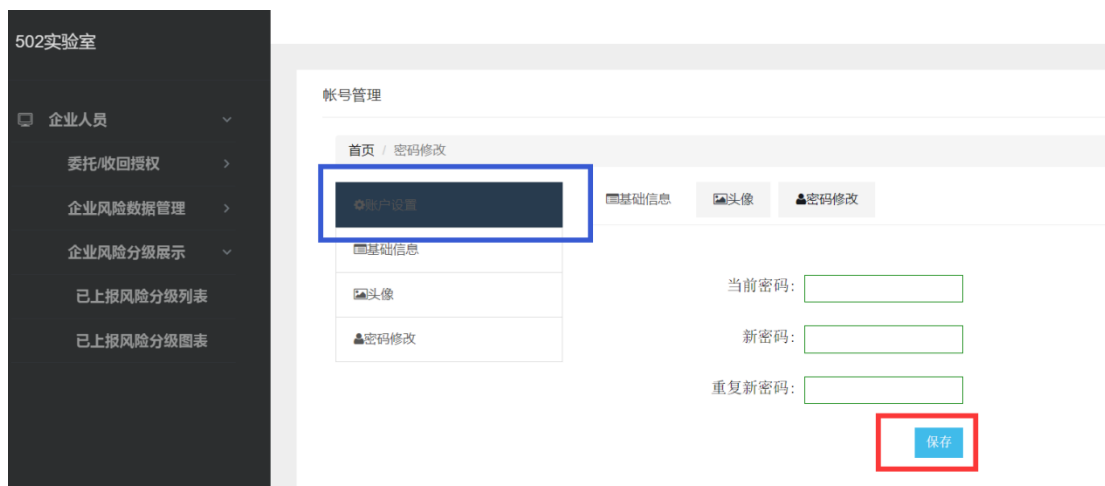 502实验室
企业人员
委托/收回授权
企业风险数据管理
企业风险分级展示
已上报风险分级列表
已上报风险分级图表
帐号管理
首页 / 密码修改
账户设置
基础信息
头像
密码修改
基础信息 头像 密码修改
当前密码:
新密码:
重复新密码:
保存